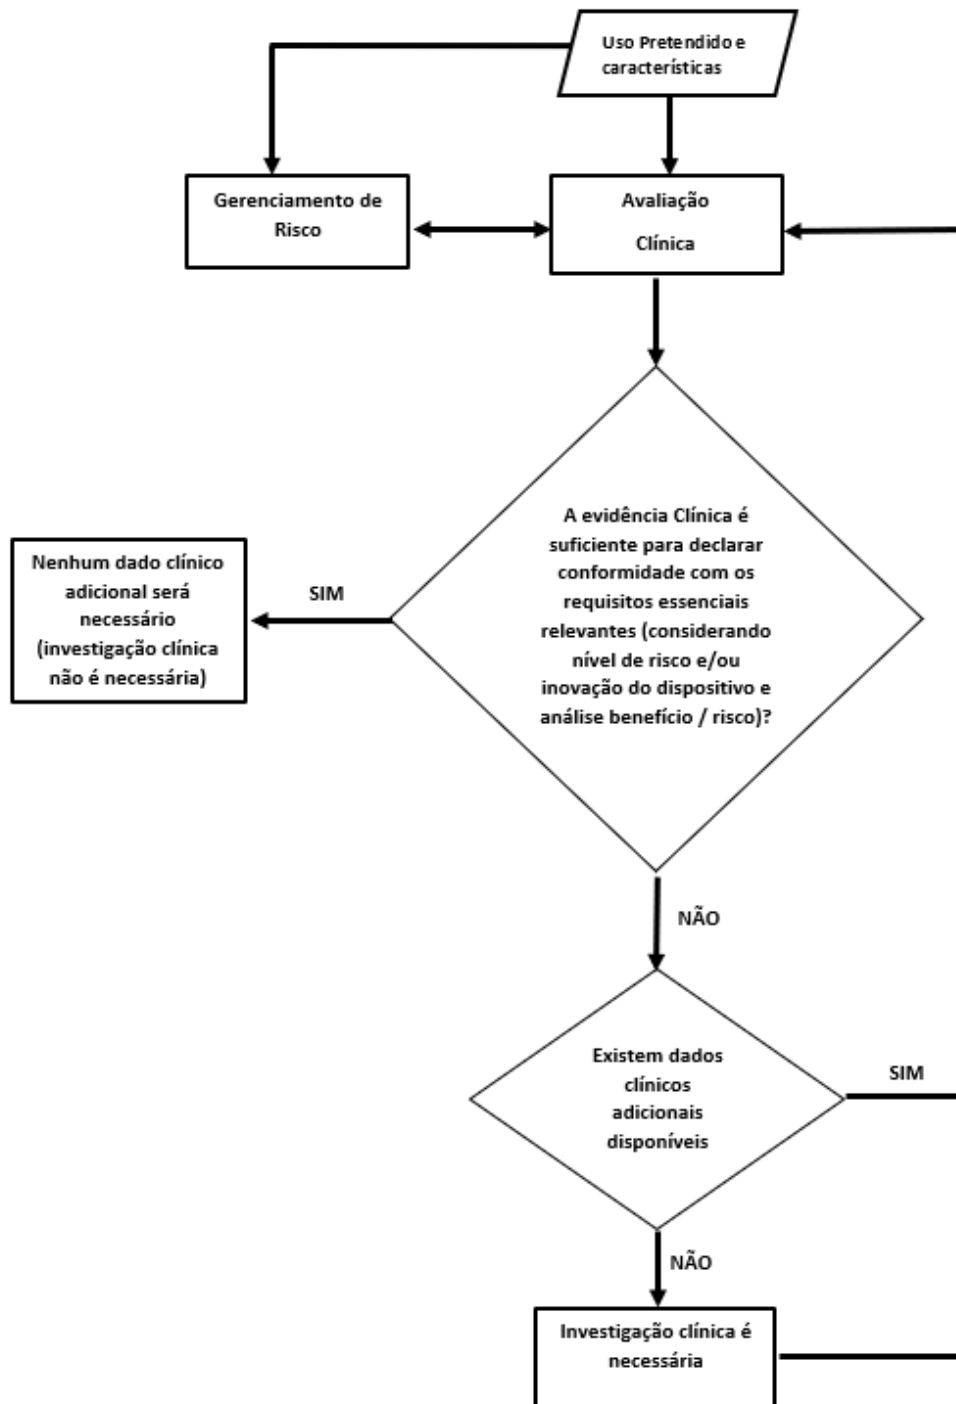 Uso Pretendido e
características
Gerenciamento de
Risco
Avaliação
Clínica
A evidência Clínica é
suficiente para declarar
conformidade com os
requisitos essenciais
relevantes (considerando
nível de risco e/ou
inovação do dispositivo e
análise benefício / risco)?
SIM
Nenhum dado clínico
adicional será
necessário
(investigação clínica
não é necessária)
NÃO
Existem dados
clínicos
adicionais
disponíveis
SIM
NÃO
Investigação clínica é
necessária